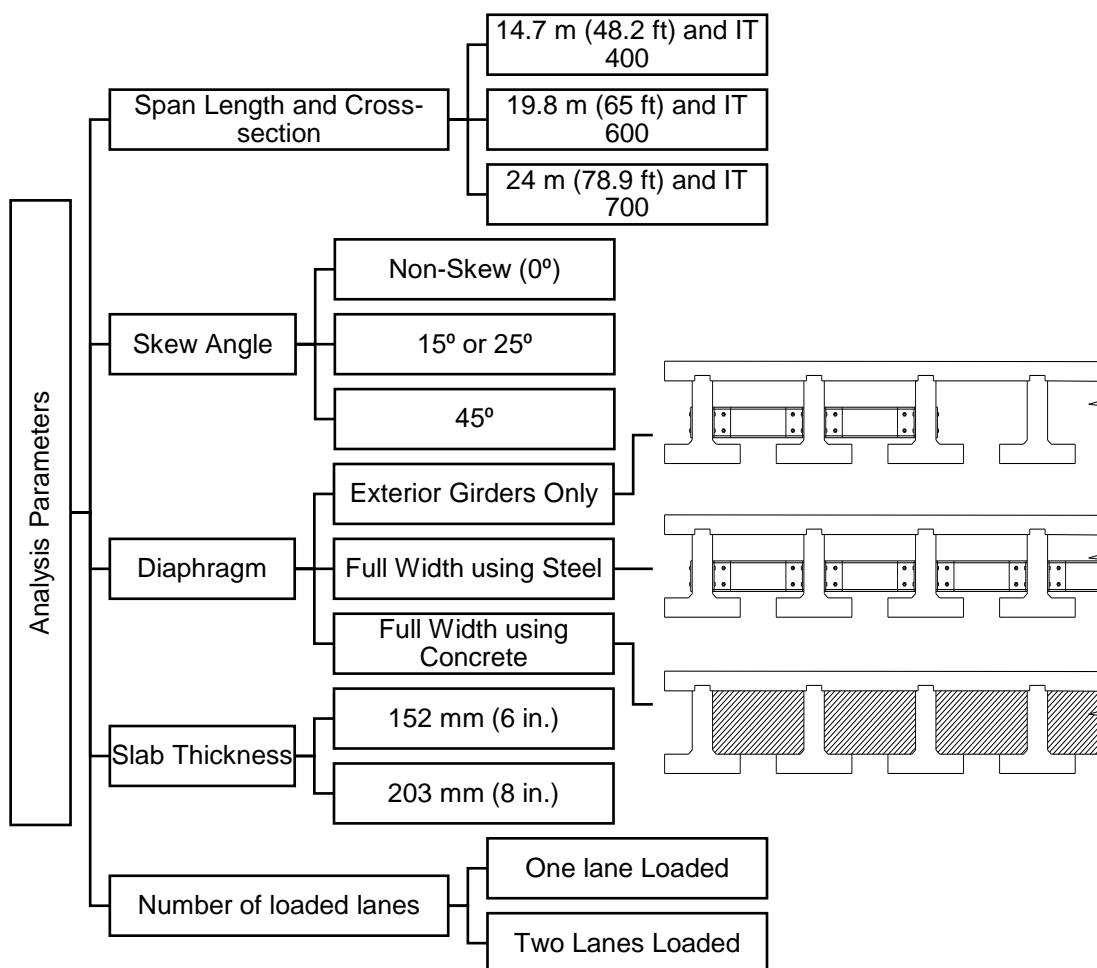 Analysis Parameters
Span Length and Cross-
section
14.7 m (48.2 ft) and IT
400
19.8 m (65 ft) and IT
600
24 m (78.9 ft) and IT
700
Skew Angle
Non-Skew (0º)
15º or 25º
45º
Diaphragm
Exterior Girders Only
Full Width using Steel
Full Width using
Concrete
Slab Thickness
152 mm (6 in.)
203 mm (8 in.)
Number of loaded lanes
One lane Loaded
Two Lanes Loaded